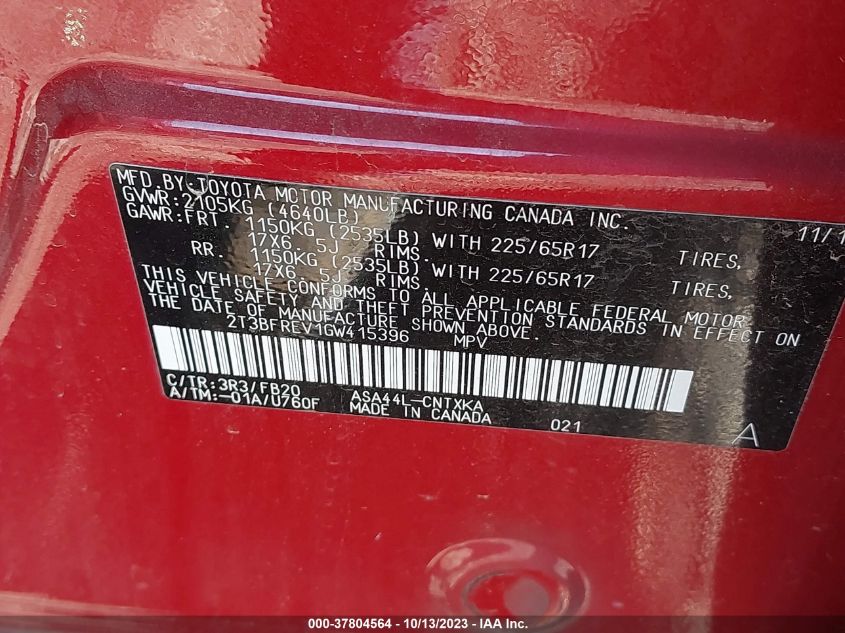 MFD.BY:TOYOTA MOTOR MANUFACTURING CANADA INC.
GVWR:2105KG (4640LB) 11/1
GAWR:FRT. 1150KG (2535LB) WITH 225/65R17 TIRES,
17X6. 5J RIMS.
RR. 1150KG (2535LB) WITH 225/65R17 TIRES,
17X6. 5J RIMS.
THIS VEHICLE CONFORMS TO ALL APPLICABLE FEDERAL MOTOR
VEHICLE SAFETY AND THEFT PREVENTION STANDARDS IN EFFECT ON
THE DATE OF MANUFACTURE SHOWN ABOVE.
2T3BFREV1GW415396 MPV
C/TR:3R3/FB20 ASA44L-CNTXKA
A/TM:-01A/U760F MADE IN CANADA 021 A
000-37804564 - 10/13/2023 - IAA Inc.